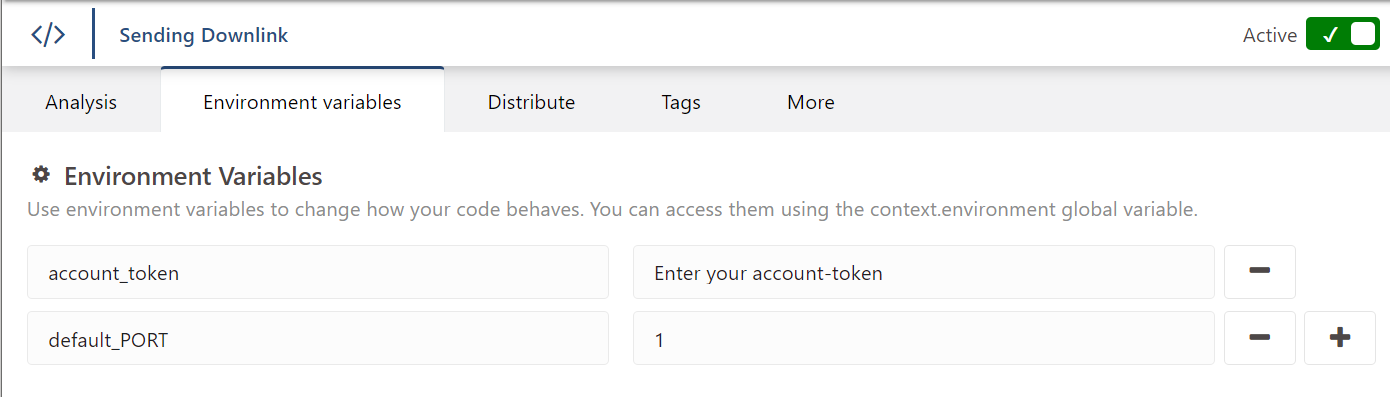 </> Sending Downlink Active
Analysis Environment variables Distribute Tags More
Environment Variables
Use environment variables to change how your code behaves. You can access them using the context.environment global variable.
account_token Enter your account-token
default_PORT 1